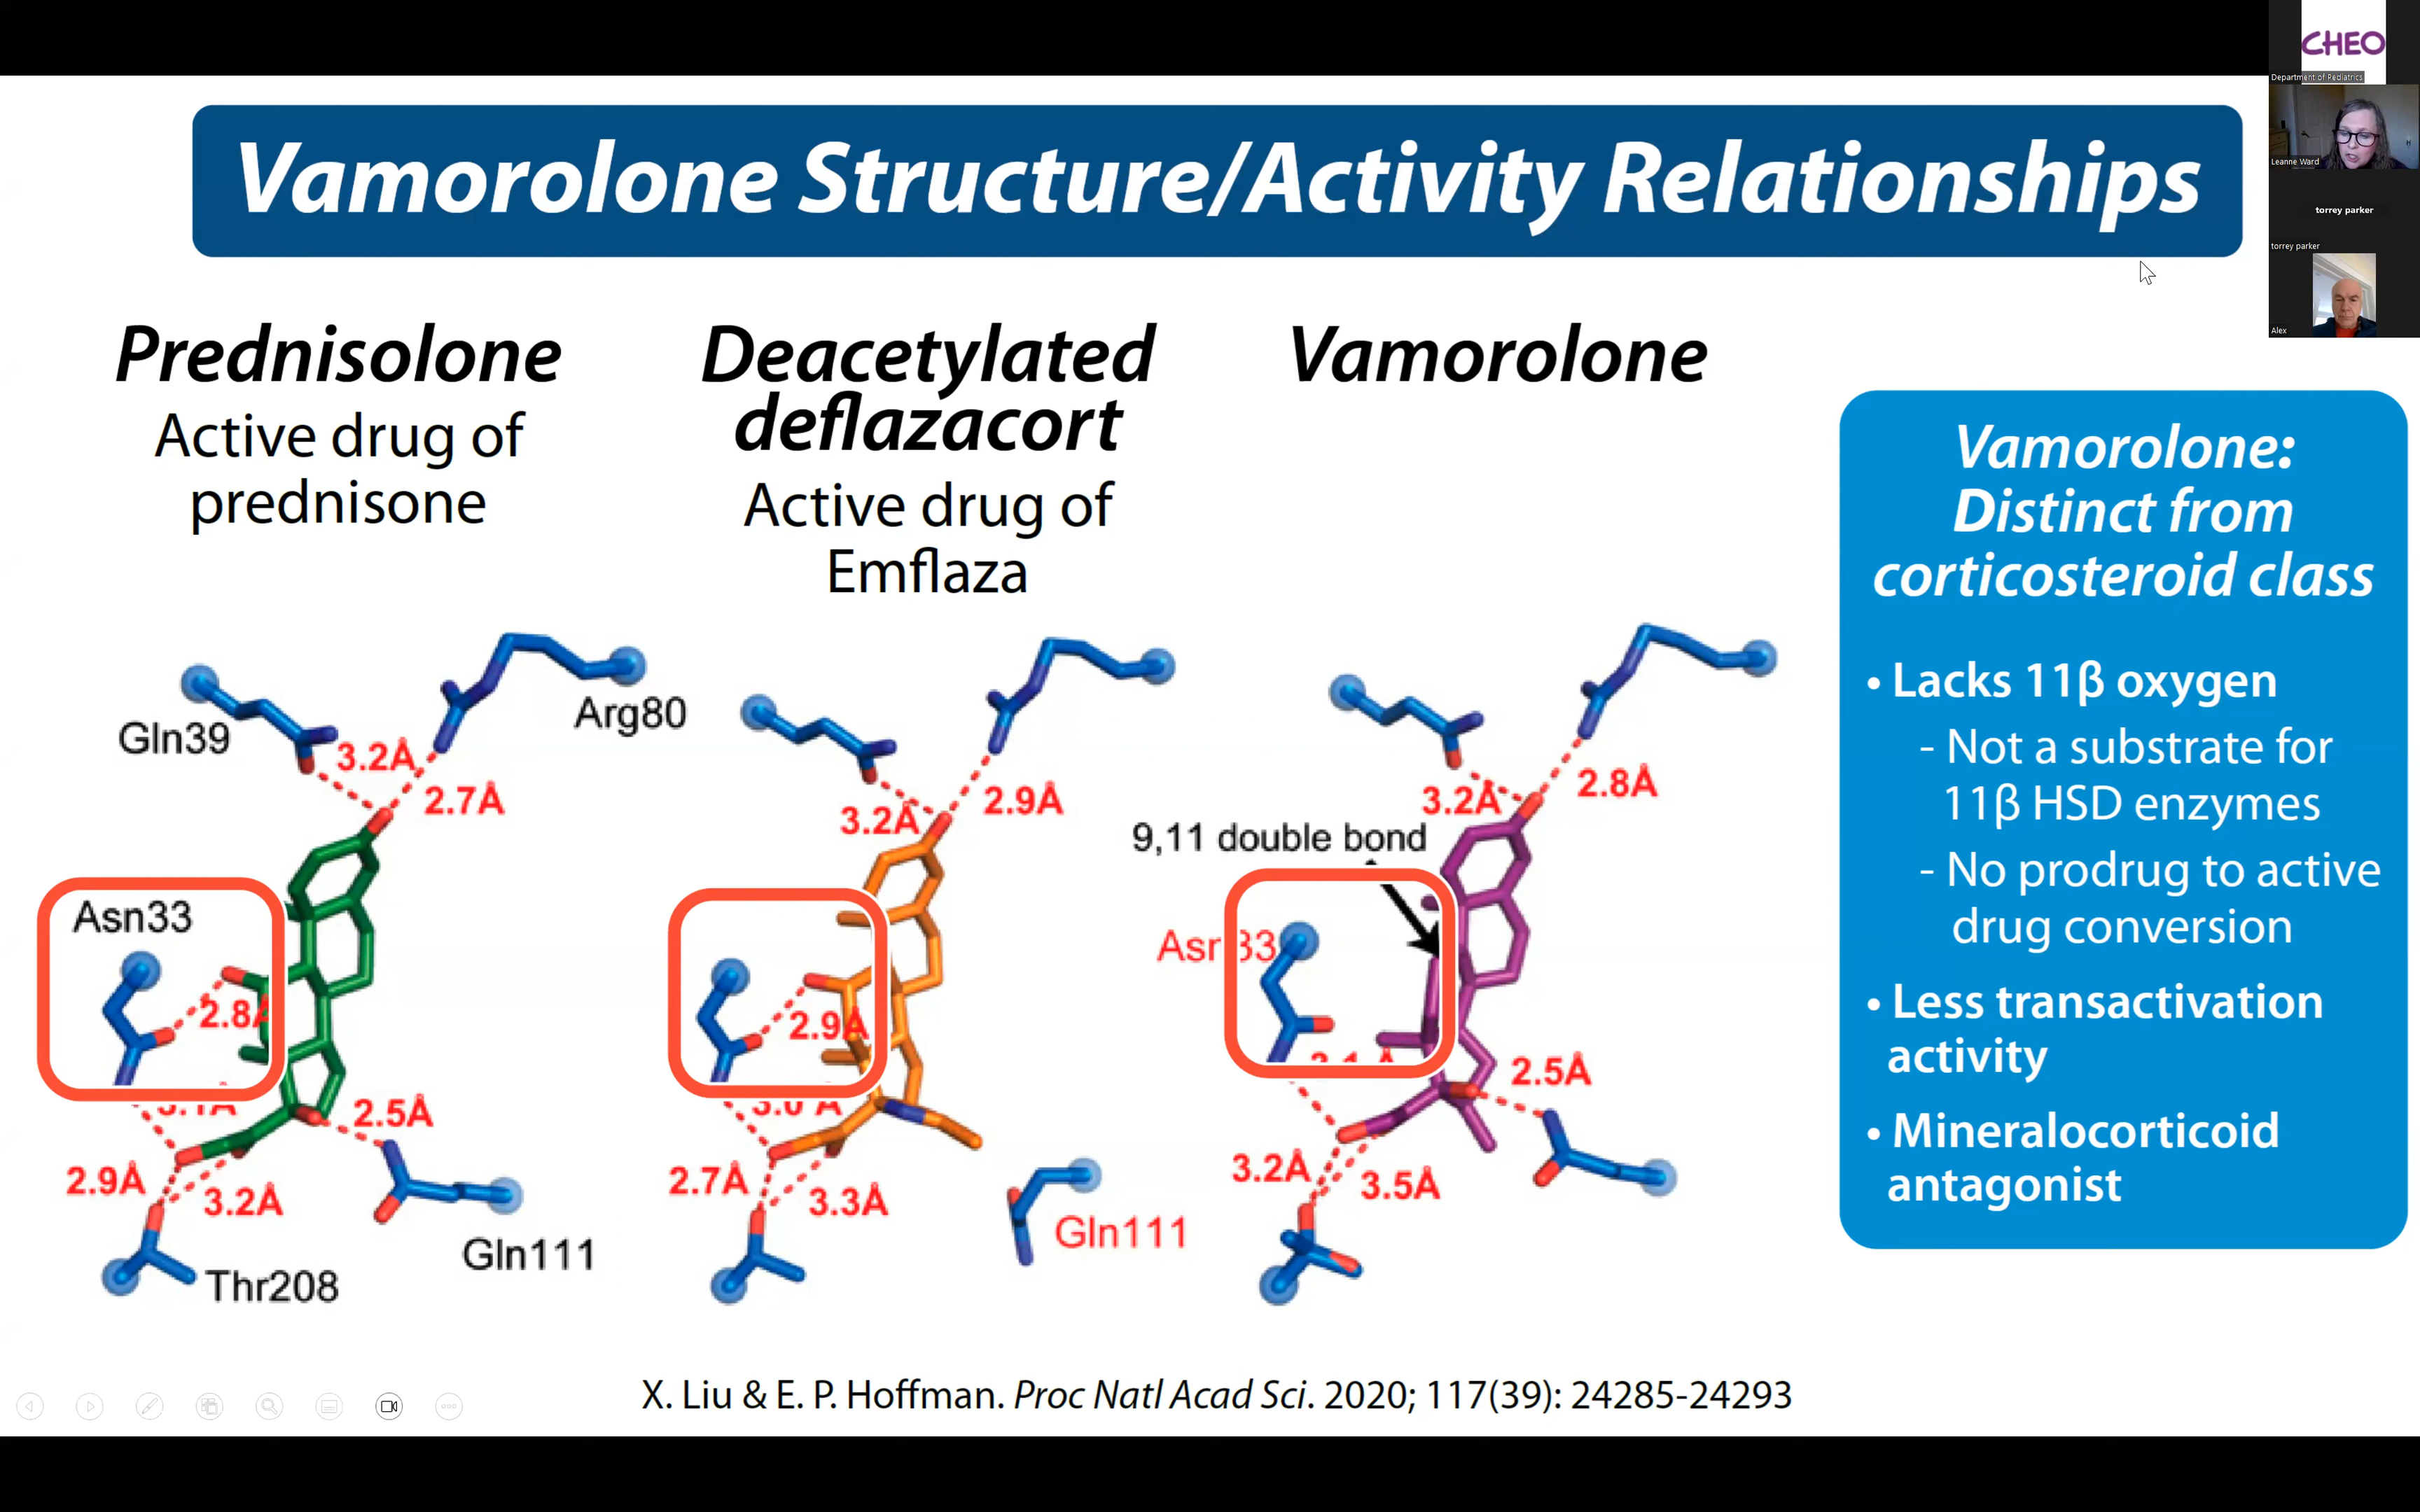 CHEO
Department of Pediatrics
Leanne Ward
torrey parker
torrey parker
Alex
Vamorolone Structure/Activity Relationships
Prednisolone
Active drug of
prednisone
Gln39
Arg80
3.2Å
2.7Å
Asn33
2.8Å
3.1Å
2.5Å
2.9Å
3.2Å
Gln111
Thr208
Deacetylated
deflazacort
Active drug of
Emflaza
3.2Å
2.9Å
2.9Å
3.0 Å
2.7Å
3.3Å
Gln111
Vamorolone
3.2Å
2.8Å
9,11 double bond
Asn33
3.1 Å
2.5Å
3.2Å
3.5Å
Vamorolone:
Distinct from
corticosteroid class
• Lacks 11β oxygen
- Not a substrate for
11β HSD enzymes
- No prodrug to active
drug conversion
• Less transactivation
activity
• Mineralocorticoid
antagonist
X. Liu & E. P. Hoffman. Proc Natl Acad Sci. 2020; 117(39): 24285-24293